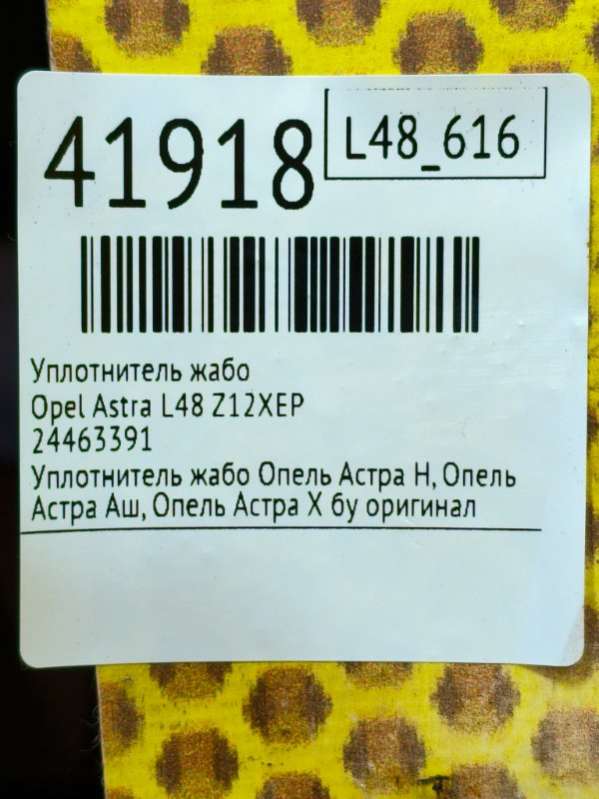 41918
L48_616
Уплотнитель жабо
Opel Astra L48 Z12XEP
24463391
Уплотнитель жабо Опель Астра Н, Опель
Астра Аш, Опель Астра Х бу оригинал